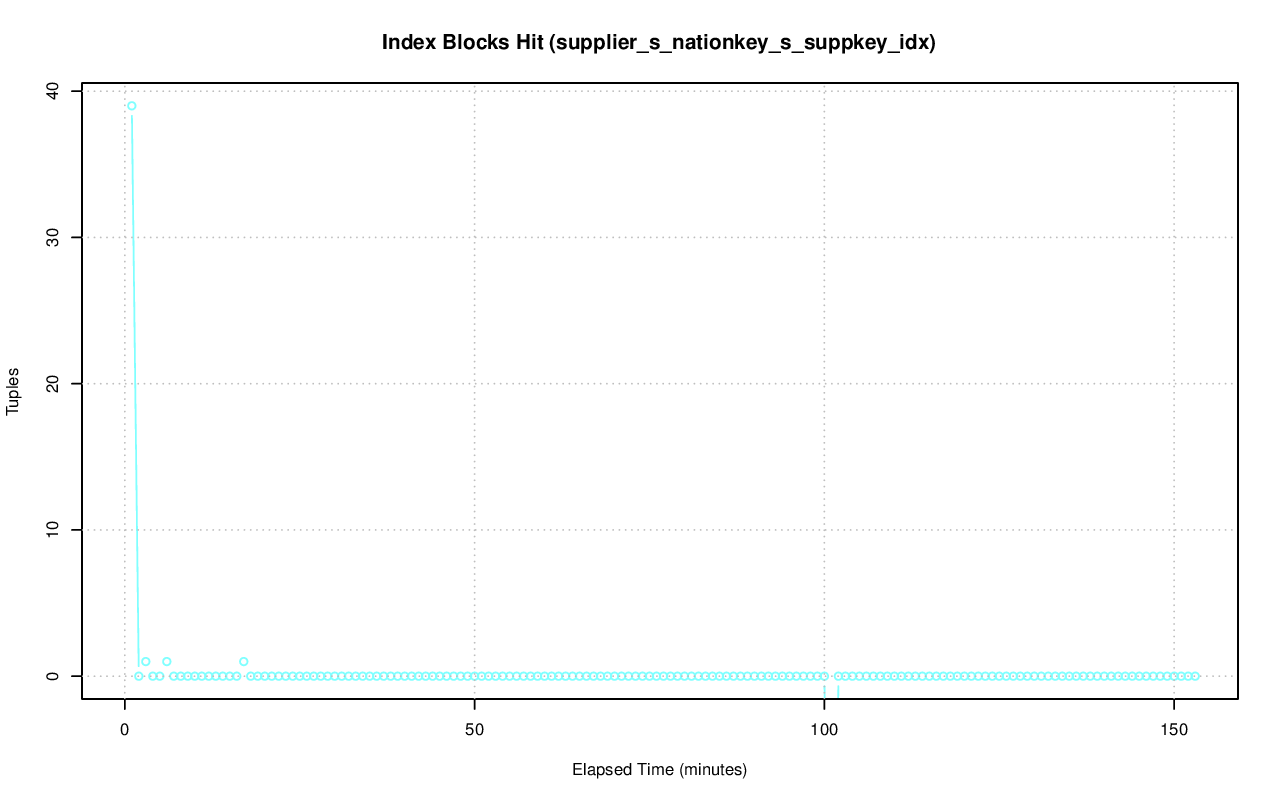 Index Blocks Hit (supplier_s_nationkey_s_suppkey_idx)
40
30
20
10
0
Tuples
0 50 100 150
Elapsed Time (minutes)